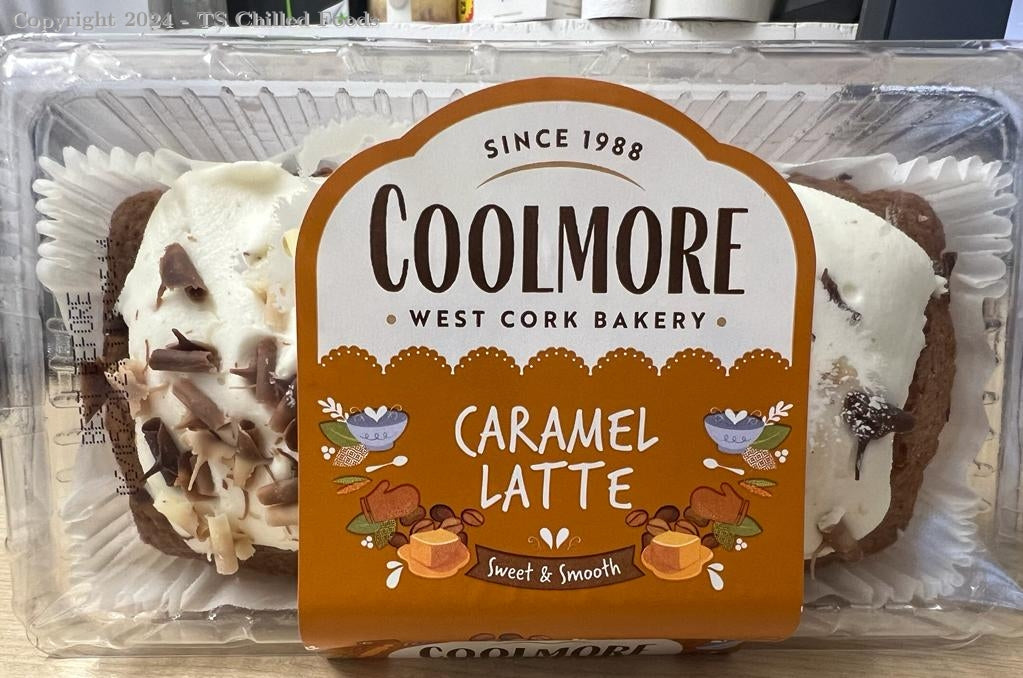 Copyright 2024 - TS Chilled Foods
SINCE 1988
COOLMORE
• WEST CORK BAKERY •
CARAMEL
LATTE
Sweet & Smooth
COOLMORE